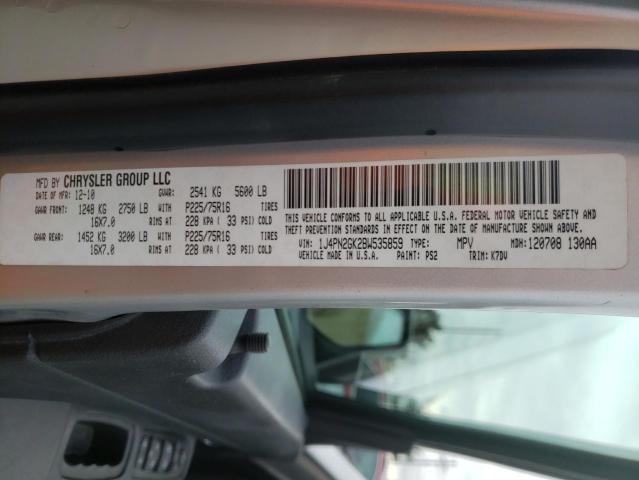 MFD BY CHRYSLER GROUP LLC
DATE OF MFR: 12-10 GVWR: 2541 KG 5600 LB
GAWR FRONT: 1248 KG 2750 LB WITH P225/75R16 TIRES
16X7.0 RIMS AT 228 KPA ( 33 PSI) COLD
GAWR REAR: 1452 KG 3200 LB WITH P225/75R16 TIRES
16X7.0 RIMS AT 228 KPA ( 33 PSI) COLD
THIS VEHICLE CONFORMS TO ALL APPLICABLE U.S.A. FEDERAL MOTOR VEHICLE SAFETY AND
THEFT PREVENTION STANDARDS IN EFFECT ON THE DATE OF MANUFACTURE SHOWN ABOVE.
VIN: 1J4PN2GK2BW535859 TYPE: MPV MDH: 120708 130AA
VEHICLE MADE IN U.S.A. PAINT: PS2 TRIM: K7DV